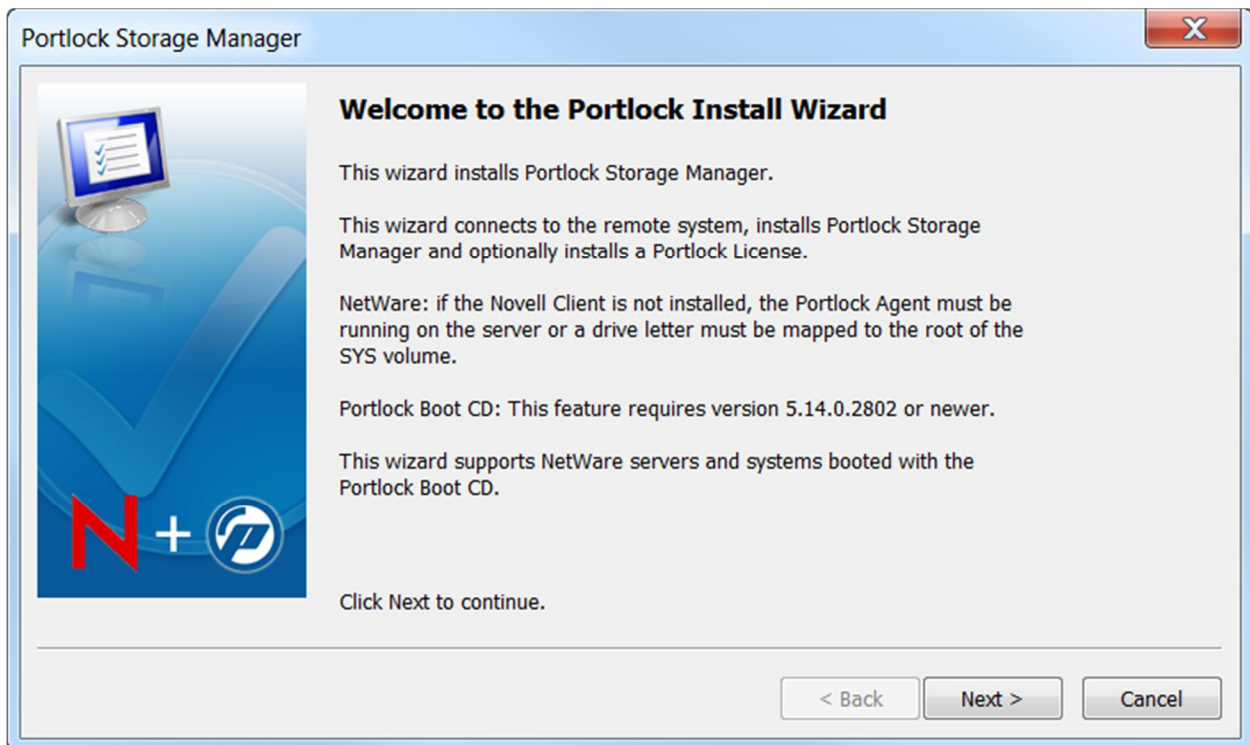 Portlock Storage Manager
X
Welcome to the Portlock Install Wizard
This wizard installs Portlock Storage Manager.
This wizard connects to the remote system, installs Portlock Storage
Manager and optionally installs a Portlock License.
NetWare: if the Novell Client is not installed, the Portlock Agent must be
running on the server or a drive letter must be mapped to the root of the
SYS volume.
Portlock Boot CD: This feature requires version 5.14.0.2802 or newer.
This wizard supports NetWare servers and systems booted with the
Portlock Boot CD.
N +
Click Next to continue.
< Back
Next >
Cancel